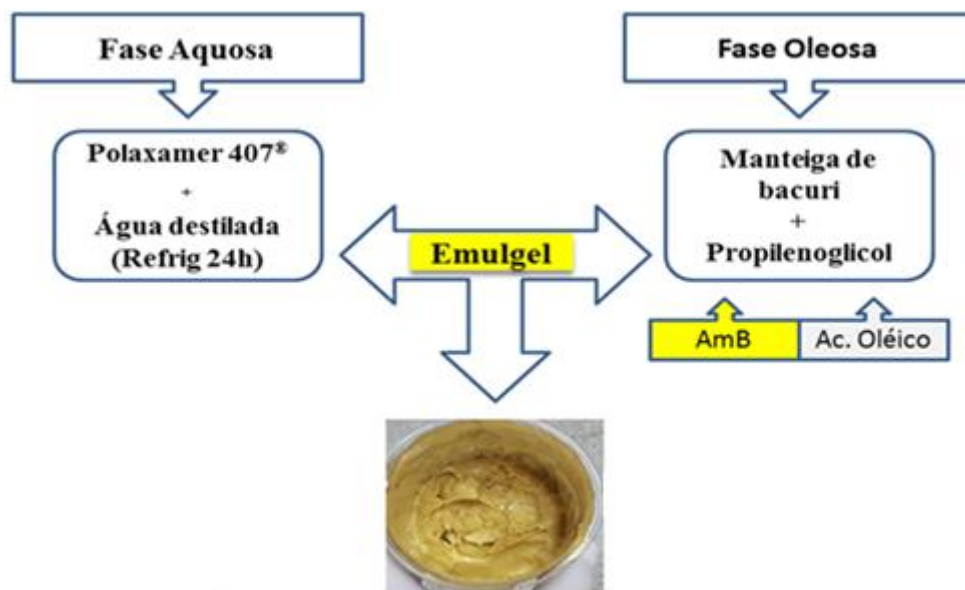 Fase Aquosa
Fase Oleosa
Polaxamer 407®
+
Água destilada
(Refrig 24h)
Emulgel
Manteiga de
bacuri
+
Propilenoglicol
AmB
Ac. Oléico